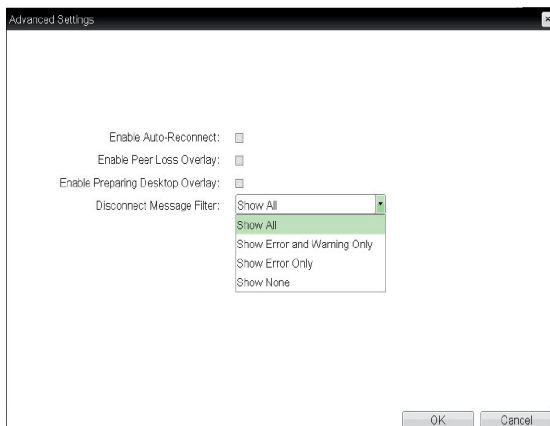 Advanced Settings
Enable Auto-Reconnect:
Enable Peer Loss Overlay:
Enable Preparing Desktop Overlay:
Disconnect Message Filter: Show All
Show All
Show Error and Warning Only
Show Error Only
Show None
OK Cancel